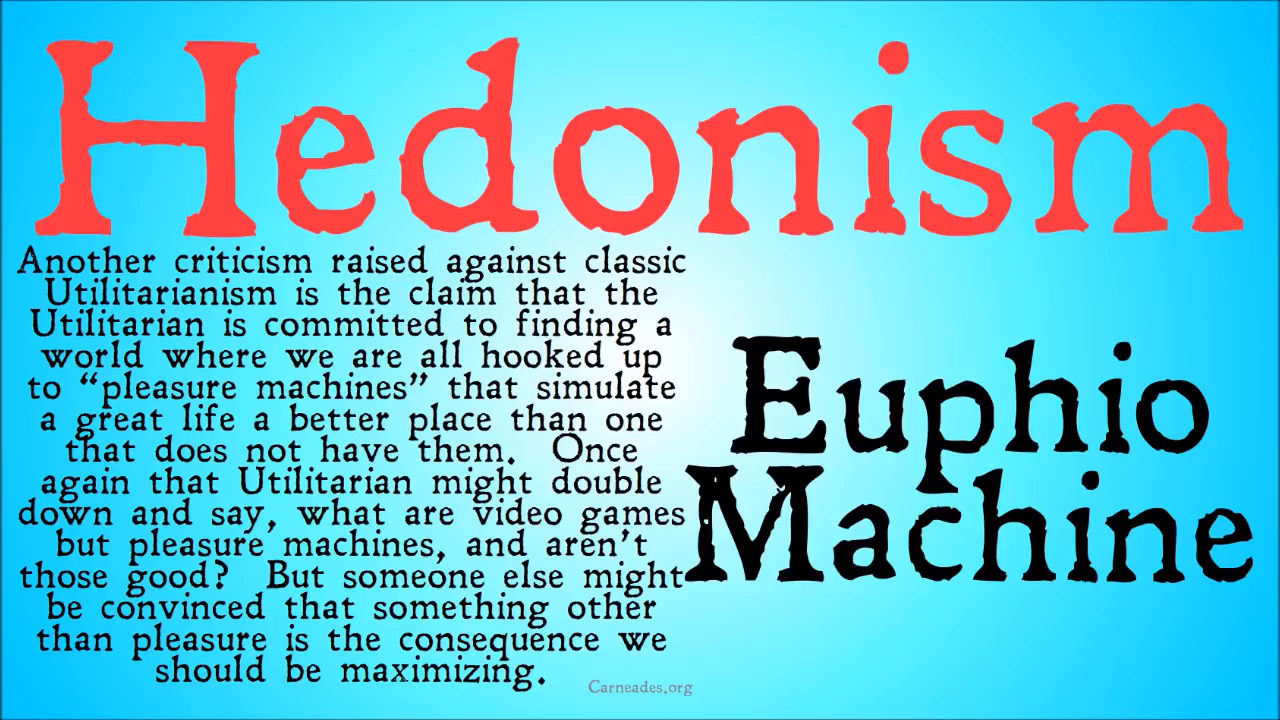 Hedonism
Another criticism raised against classic
Utilitarianism is the claim that the
Utilitarian is committed to finding a
world where we are all hooked up
to “pleasure machines” that simulate
a great life a better place than one
that does not have them. Once
again that Utilitarian might double
down and say, what are video games
but pleasure machines, and aren't
those good? But someone else might
be convinced that something other
than pleasure is the consequence we
should be maximizing.
Euphio
Machine
Carneades.org